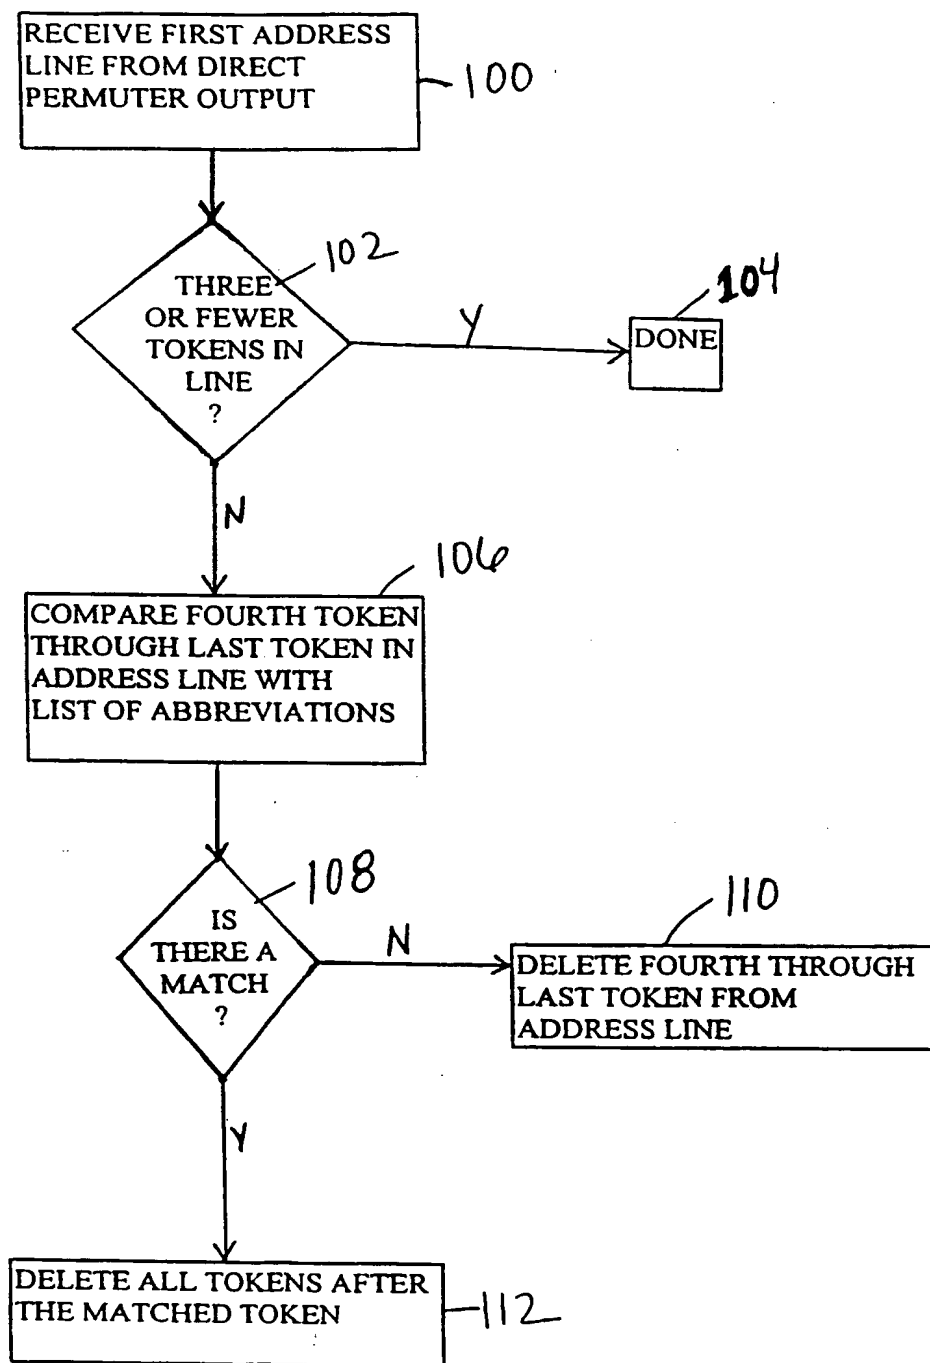 RECEIVE FIRST ADDRESS
LINE FROM DIRECT
PERMUTER OUTPUT
100
102
THREE
OR FEWER
TOKENS IN
LINE
?
Y
104
DONE
N
106
COMPARE FOURTH TOKEN
THROUGH LAST TOKEN IN
ADDRESS LINE WITH
LIST OF ABBREVIATIONS
108
IS
THERE A
MATCH
?
N
110
DELETE FOURTH THROUGH
LAST TOKEN FROM
ADDRESS LINE
Y
DELETE ALL TOKENS AFTER
THE MATCHED TOKEN
112